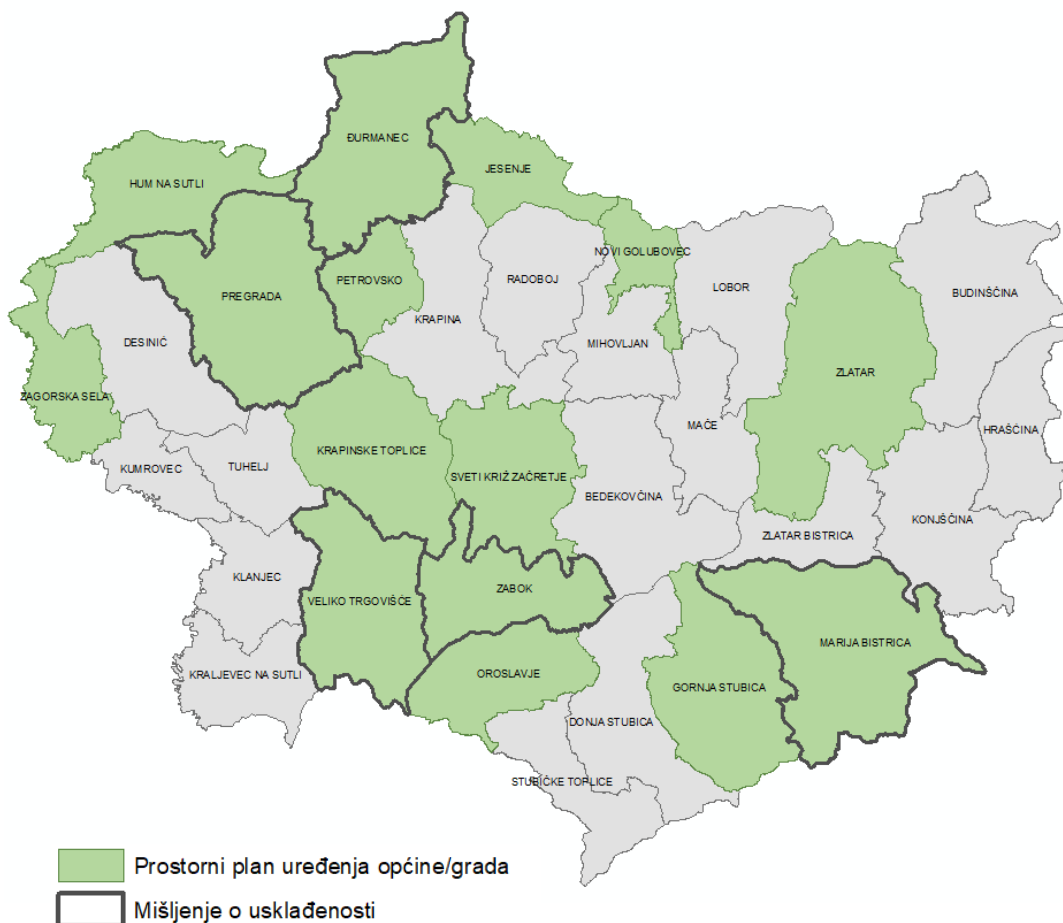 ĐURMANEC
JESENJE
HUM NA SUTLI
NOVI GOLUBOVEC
PETROVSKO
RADOBOJ
LOBOR
BUDINŠČINA
PREGRADA
KRAPINA
DESINIĆ
MIHOVLJAN
ZLATAR
ZAGORSKA SELA
MAČE
HRAŠĆINA
KRAPINSKE TOPLICE
KUMROVEC
TUHELJ
SVETI KRIŽ ZAČRETJE
BEDEKOVČINA
KONJŠČINA
ZLATAR BISTRICA
KLANJEC
ZABOK
VELIKO TRGOVIŠĆE
MARIJA BISTRICA
KRALJEVEC NA SUTLI
OROSLAVJE
GORNJA STUBICA
DONJA STUBICA
STUBIČKE TOPLICE
Prostorni plan uređenja općine/grada
Mišljenje o usklađenosti